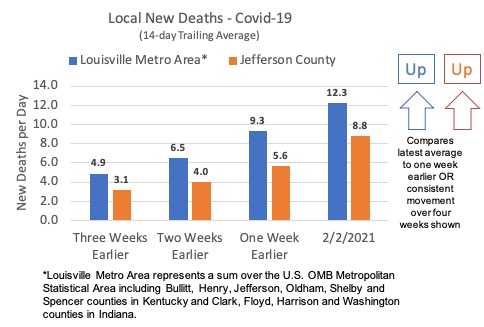 Local New Deaths - Covid-19
(14-day Trailing Average)
Louisville Metro Area* Jefferson County
Up Up
New Deaths per Day
14.0
12.0
10.0
8.0
6.0
4.0
2.0
0.0
4.9 3.1 6.5 4.0 9.3 5.6 12.3 8.8
Three Weeks Two Weeks One Week 2/2/2021
Earlier Earlier Earlier
Compares
latest average
to one week
earlier OR
consistent
movement
over four
weeks shown
*Louisville Metro Area represents a sum over the U.S. OMB Metropolitan
Statistical Area including Bullitt, Henry, Jefferson, Oldham, Shelby and
Spencer counties in Kentucky and Clark, Floyd, Harrison and Washington
counties in Indiana.